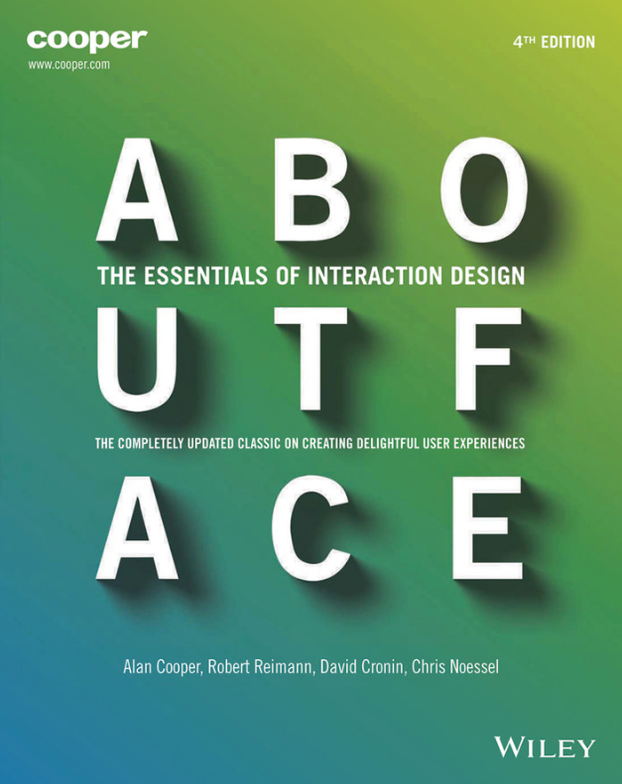 cooper
www.cooper.com
4TH EDITION
A B O
THE ESSENTIALS OF INTERACTION DESIGN
U T F
THE COMPLETELY UPDATED CLASSIC ON CREATING DELIGHTFUL USER EXPERIENCES
A C E
Alan Cooper, Robert Reimann, David Cronin, Chris Noessel
WILEY